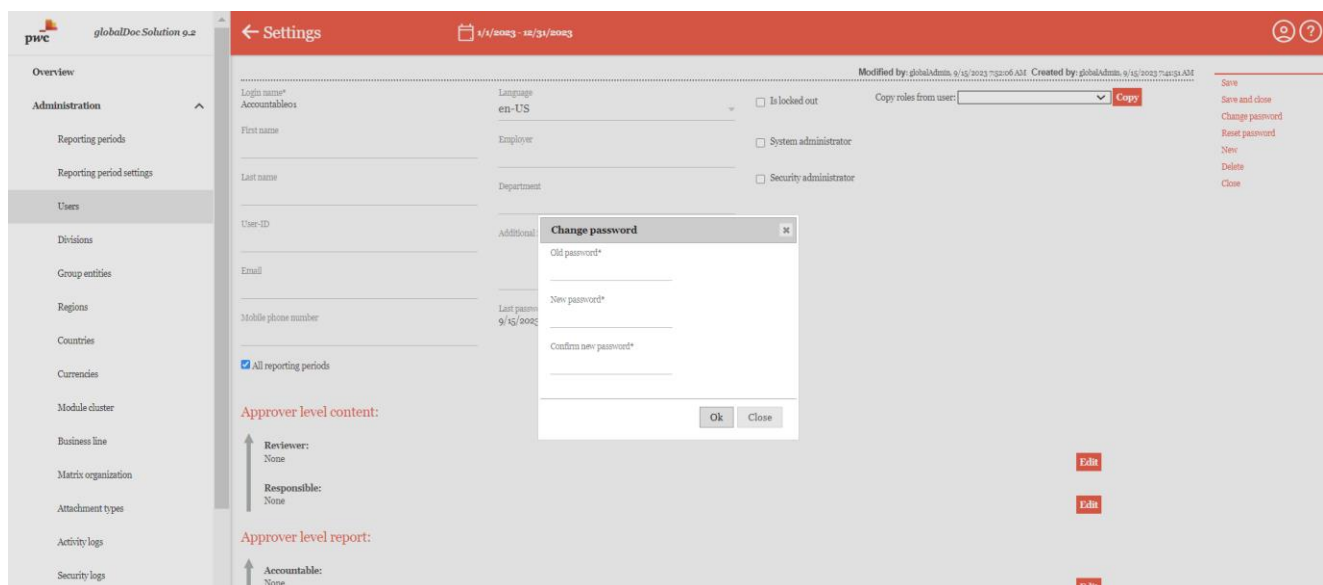 pwc
globalDoc Solution 9.2
Settings
1/1/2023 - 12/31/2023
?
Overview
Administration
Reporting periods
Reporting period settings
Users
Divisions
Group entities
Regions
Countries
Currencies
Module cluster
Business line
Matrix organization
Attachment types
Activity logs
Security logs
Modified by: globalAdmin, 9/15/2023 7:52:06 AM Created by: globalAdmin, 9/15/2023 7:41:51 AM
Login name*
Accountable01
First name
Last name
User-ID
Email
Mobile phone number
All reporting periods
Language
en-US
Employer
Department
Additional
Last passwo
9/15/2023
Is locked out
System administrator
Security administrator
Copy roles from user:
Copy
Save
Save and close
Change password
Reset password
New
Delete
Close
Change password
Old password*
New password*
Confirm new password*
Ok
Close
Approver level content:
Reviewer:
None
Edit
Responsible:
None
Edit
Approver level report:
Accountable:
None
Edit